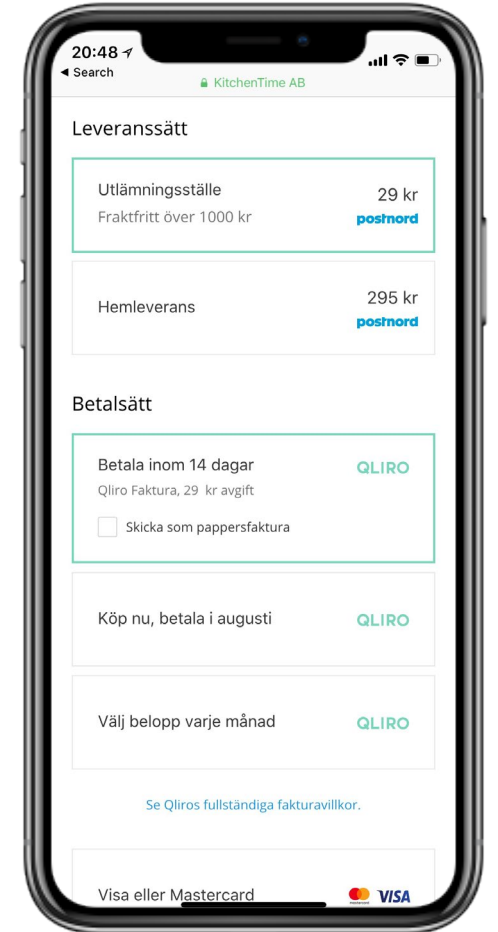 20:48
◀ Search
KitchenTime AB
Leveranssätt
Utlämningsställe
29 kr
Fraktfritt över 1000 kr
postnord
Hemleverans
295 kr
postnord
Betalsätt
Betala inom 14 dagar
QLIRO
Qliro Faktura, 29 kr avgift
Skicka som pappersfaktura
Köp nu, betala i augusti
QLIRO
Välj belopp varje månad
QLIRO
Se Qliros fullständiga fakturavillkor.
Visa eller Mastercard
VISA